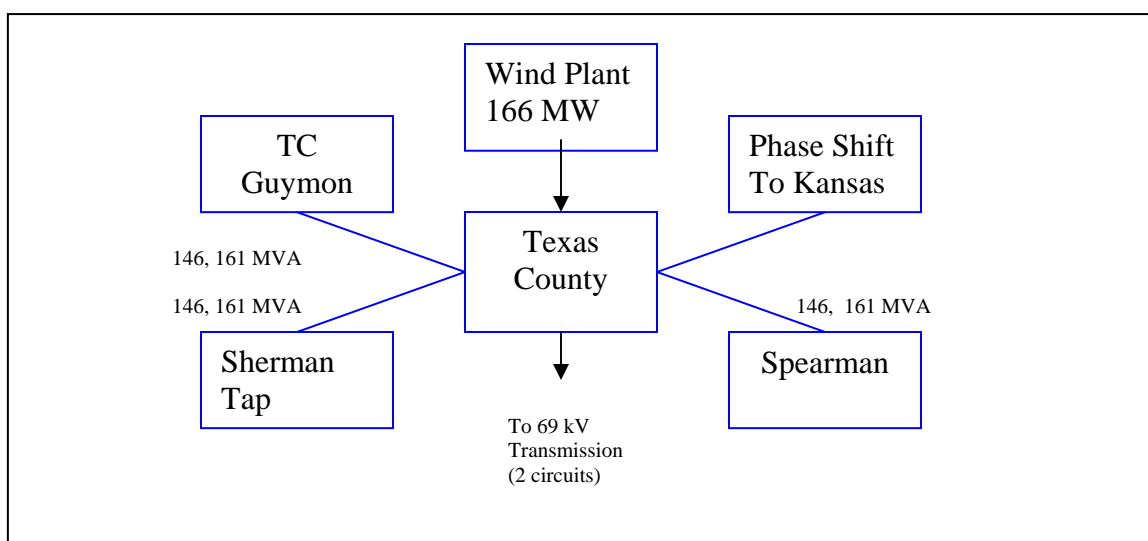 Wind Plant
166 MW
TC
Guymon
Phase Shift
To Kansas
Texas
County
146, 161 MVA
146, 161 MVA
146,  161 MVA
Sherman
Tap
Spearman
To 69 kV
Transmission
(2 circuits)